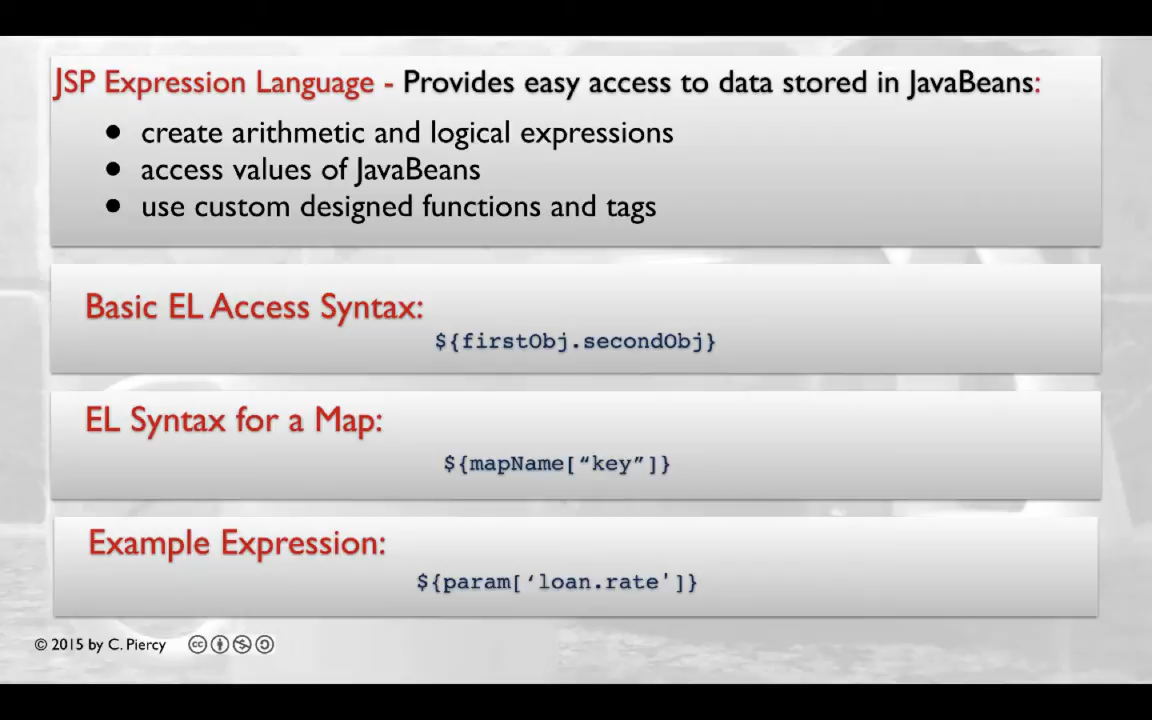 JSP Expression Language - Provides easy access to data stored in JavaBeans:
● create arithmetic and logical expressions
● access values of JavaBeans
● use custom designed functions and tags
Basic EL Access Syntax:
${firstObj.secondObj}
EL Syntax for a Map:
${mapName[“key”]}
Example Expression:
${param[‘loan.rate']}
© 2015 by C. Piercy